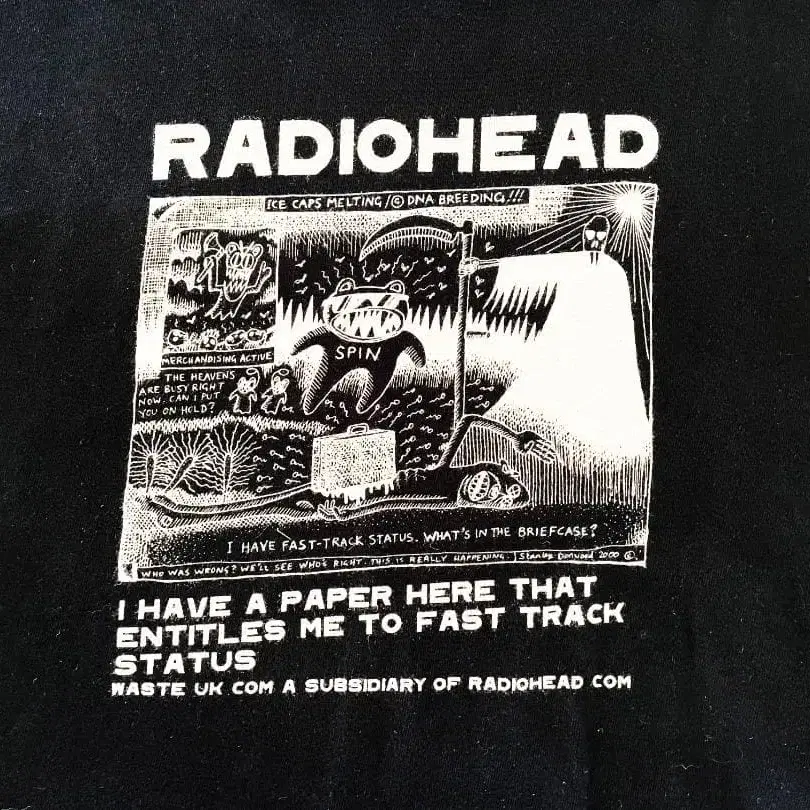 RADIOHEAD
ICE CAPS MELTING /© DNA BREEDING!!!
SPIN
MERCHANDISING ACTIVE
THE HEAVENS
ARE BUSY RIGHT
NOW. CAN I PUT
YOU ON HOLD?
I HAVE FAST-TRACK STATUS. WHAT'S IN THE BRIEFCASE?
WHO WAS WRONG? WE'LL SEE WHO'S RIGHT. THIS IS REALLY HAPPENING. Stanley Donwood 2000 ©
I HAVE A PAPER HERE THAT
ENTITLES ME TO FAST TRACK
STATUS
WASTE UK COM A SUBSIDIARY OF RADIOHEAD COM